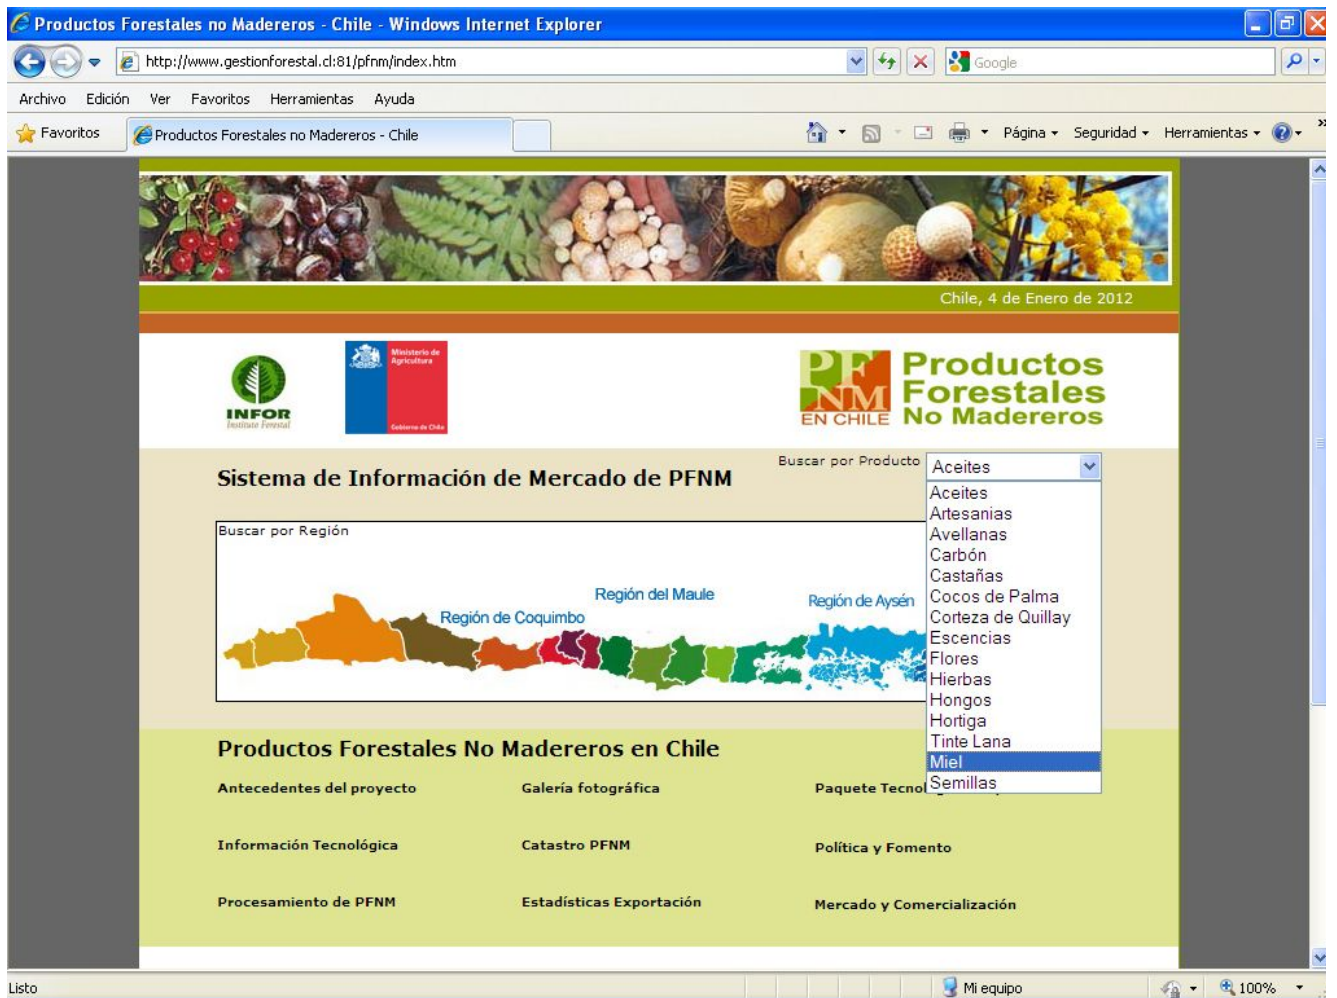 Productos Forestales no Madereros - Chile - Windows Internet Explorer
http://www.gestionforestal.cl:81/pfnm/index.htm
Google
Archivo Edición Ver Favoritos Herramientas Ayuda
Favoritos
Productos Forestales no Madereros - Chile
Página Seguridad Herramientas
Chile, 4 de Enero de 2012
INFOR
Instituto Forestal
Ministerio de
Agricultura
Gobierno de Chile
PFNM
EN CHILE
Productos
Forestales
No Madereros
Sistema de Información de Mercado de PFNM
Buscar por Producto
Aceites
Aceites
Artesanias
Avellanas
Carbón
Castañas
Cocos de Palma
Corteza de Quillay
Escencias
Flores
Hierbas
Hongos
Hortiga
Tinte Lana
Miel
Semillas
Buscar por Región
Región de Coquimbo
Región del Maule
Región de Aysén
Productos Forestales No Madereros en Chile
Antecedentes del proyecto
Galería fotográfica
Paquete
Información Tecnológica
Catastro PFNM
Política y Fomento
Procesamiento de PFNM
Estadísticas Exportación
Mercado y Comercialización
Listo
Mi equipo
100%